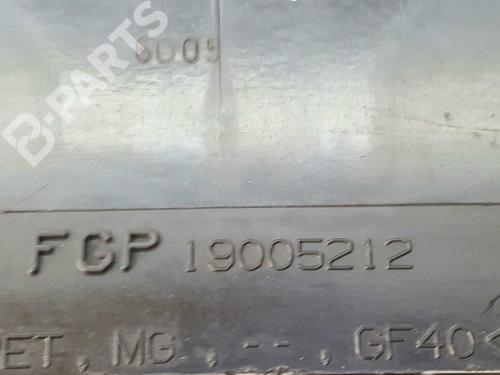 B-PARTS
FGP 19005212
ET, MG, --, GF40<